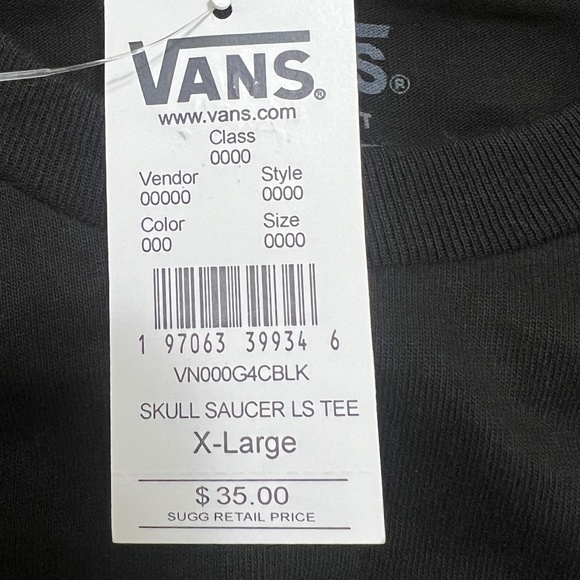 VANS®
www.vans.com
Class
0000
Vendor Style
00000 0000
Color Size
000 0000
1 97063 39934 6
VN000G4CBLK
SKULL SAUCER LS TEE
X-Large
$ 35.00
SUGG RETAIL PRICE